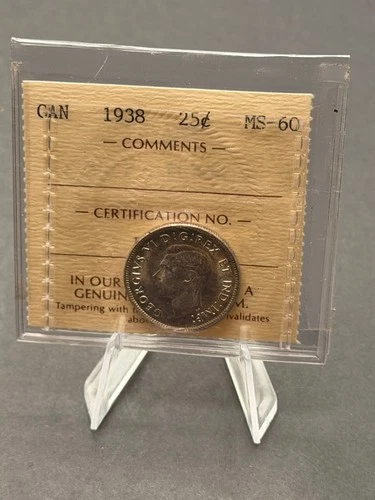 CAN 1938 25¢ MS-60
— COMMENTS —
— CERTIFICATION NO. —
IN OUR A
GENUIN M.
Tampering with validates
GEORGIVS VI D:G:REX ET IND:IMP: